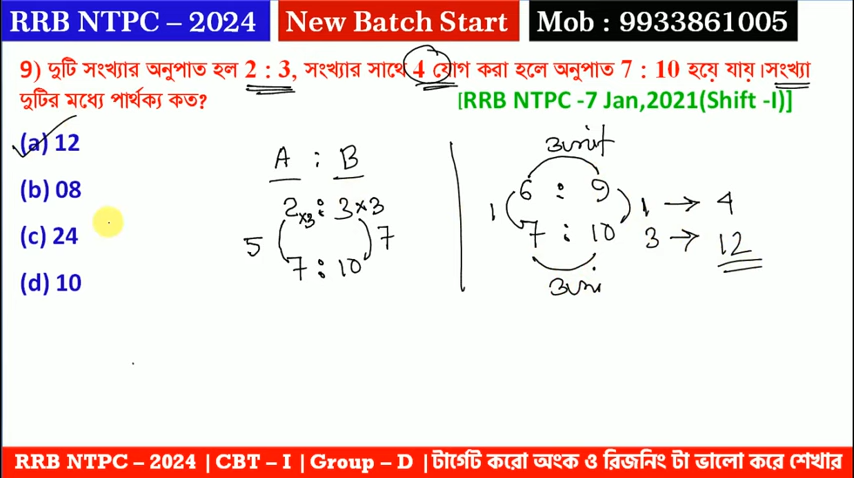 RRB NTPC – 2024 New Batch Start Mob : 9933861005
9) দুটি সংখ্যার অনুপাত হল 2 : 3, সংখ্যার সাথে 4 যোগ করা হলে অনুপাত 7 : 10 হয়ে যায়। সংখ্যা
দুটির মধ্যে পার্থক্য কত? [RRB NTPC -7 Jan,2021(Shift -I)]
(a) 12
(b) 08
(c) 24
(d) 10
A : B
2×3 : 3×3
5 7
7 : 10
3unit
6 : 9
1 1 → 4
7 : 10 3 → 12
3uni
RRB NTPC – 2024 |CBT – I |Group – D |টার্গেট করো অংক ও রিজনিং টা ভালো করে শেখার